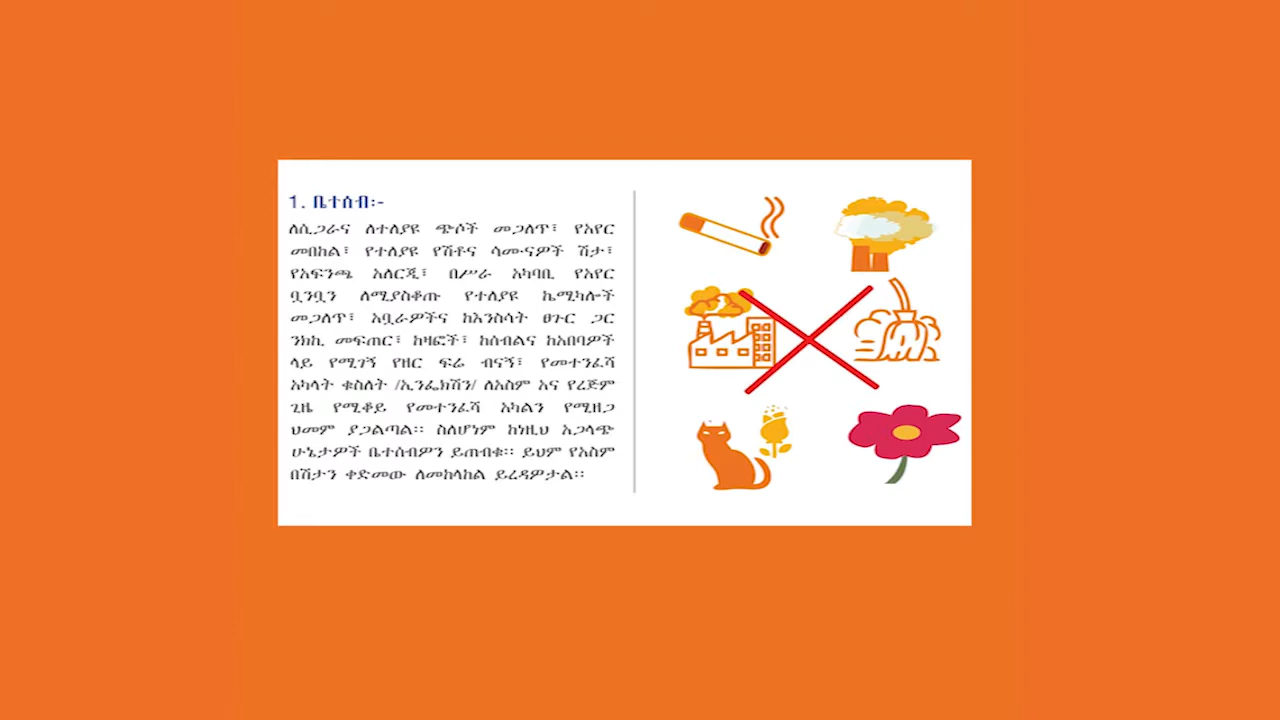 1. ቤተሰብ፡-
ለሲጋራና ለተለያዩ ጭሶች መጋለጥ፣ የአየር
መበከል፣ የተለያዩ የሽቶና ሳሙናዎች ሽታ፣
የአፍንጫ አለርጂ፣ በሥራ አካባቢ የአየር
ቧንቧን ለሚያስቆጡ የተለያዩ ኬሚካሎች
መጋለጥ፣ አቧራዎችና ከእንስሳት ፀጉር ጋር
ንክኪ መፍጠር፣ ከዛፎች፣ ከሰብልና ከአበባዎች
ላይ የሚገኝ የዘር ፍሬ ብናኝ፣ የመተንፈሻ
አካላት ቁስለት /ኢንፌክሽን/ ለአስም እና የረጅም
ጊዜ የሚቆይ የመተንፈሻ አካልን የሚዘጋ
ህመም ያጋልጣል፡፡ ስለሆነም ከነዚህ አጋላጭ
ሁኔታዎች ቤተሰብዎን ይጠብቁ፡፡ ይህም የአስም
በሽታን ቀድመው ለመከላከል ይረዳዎታል፡፡